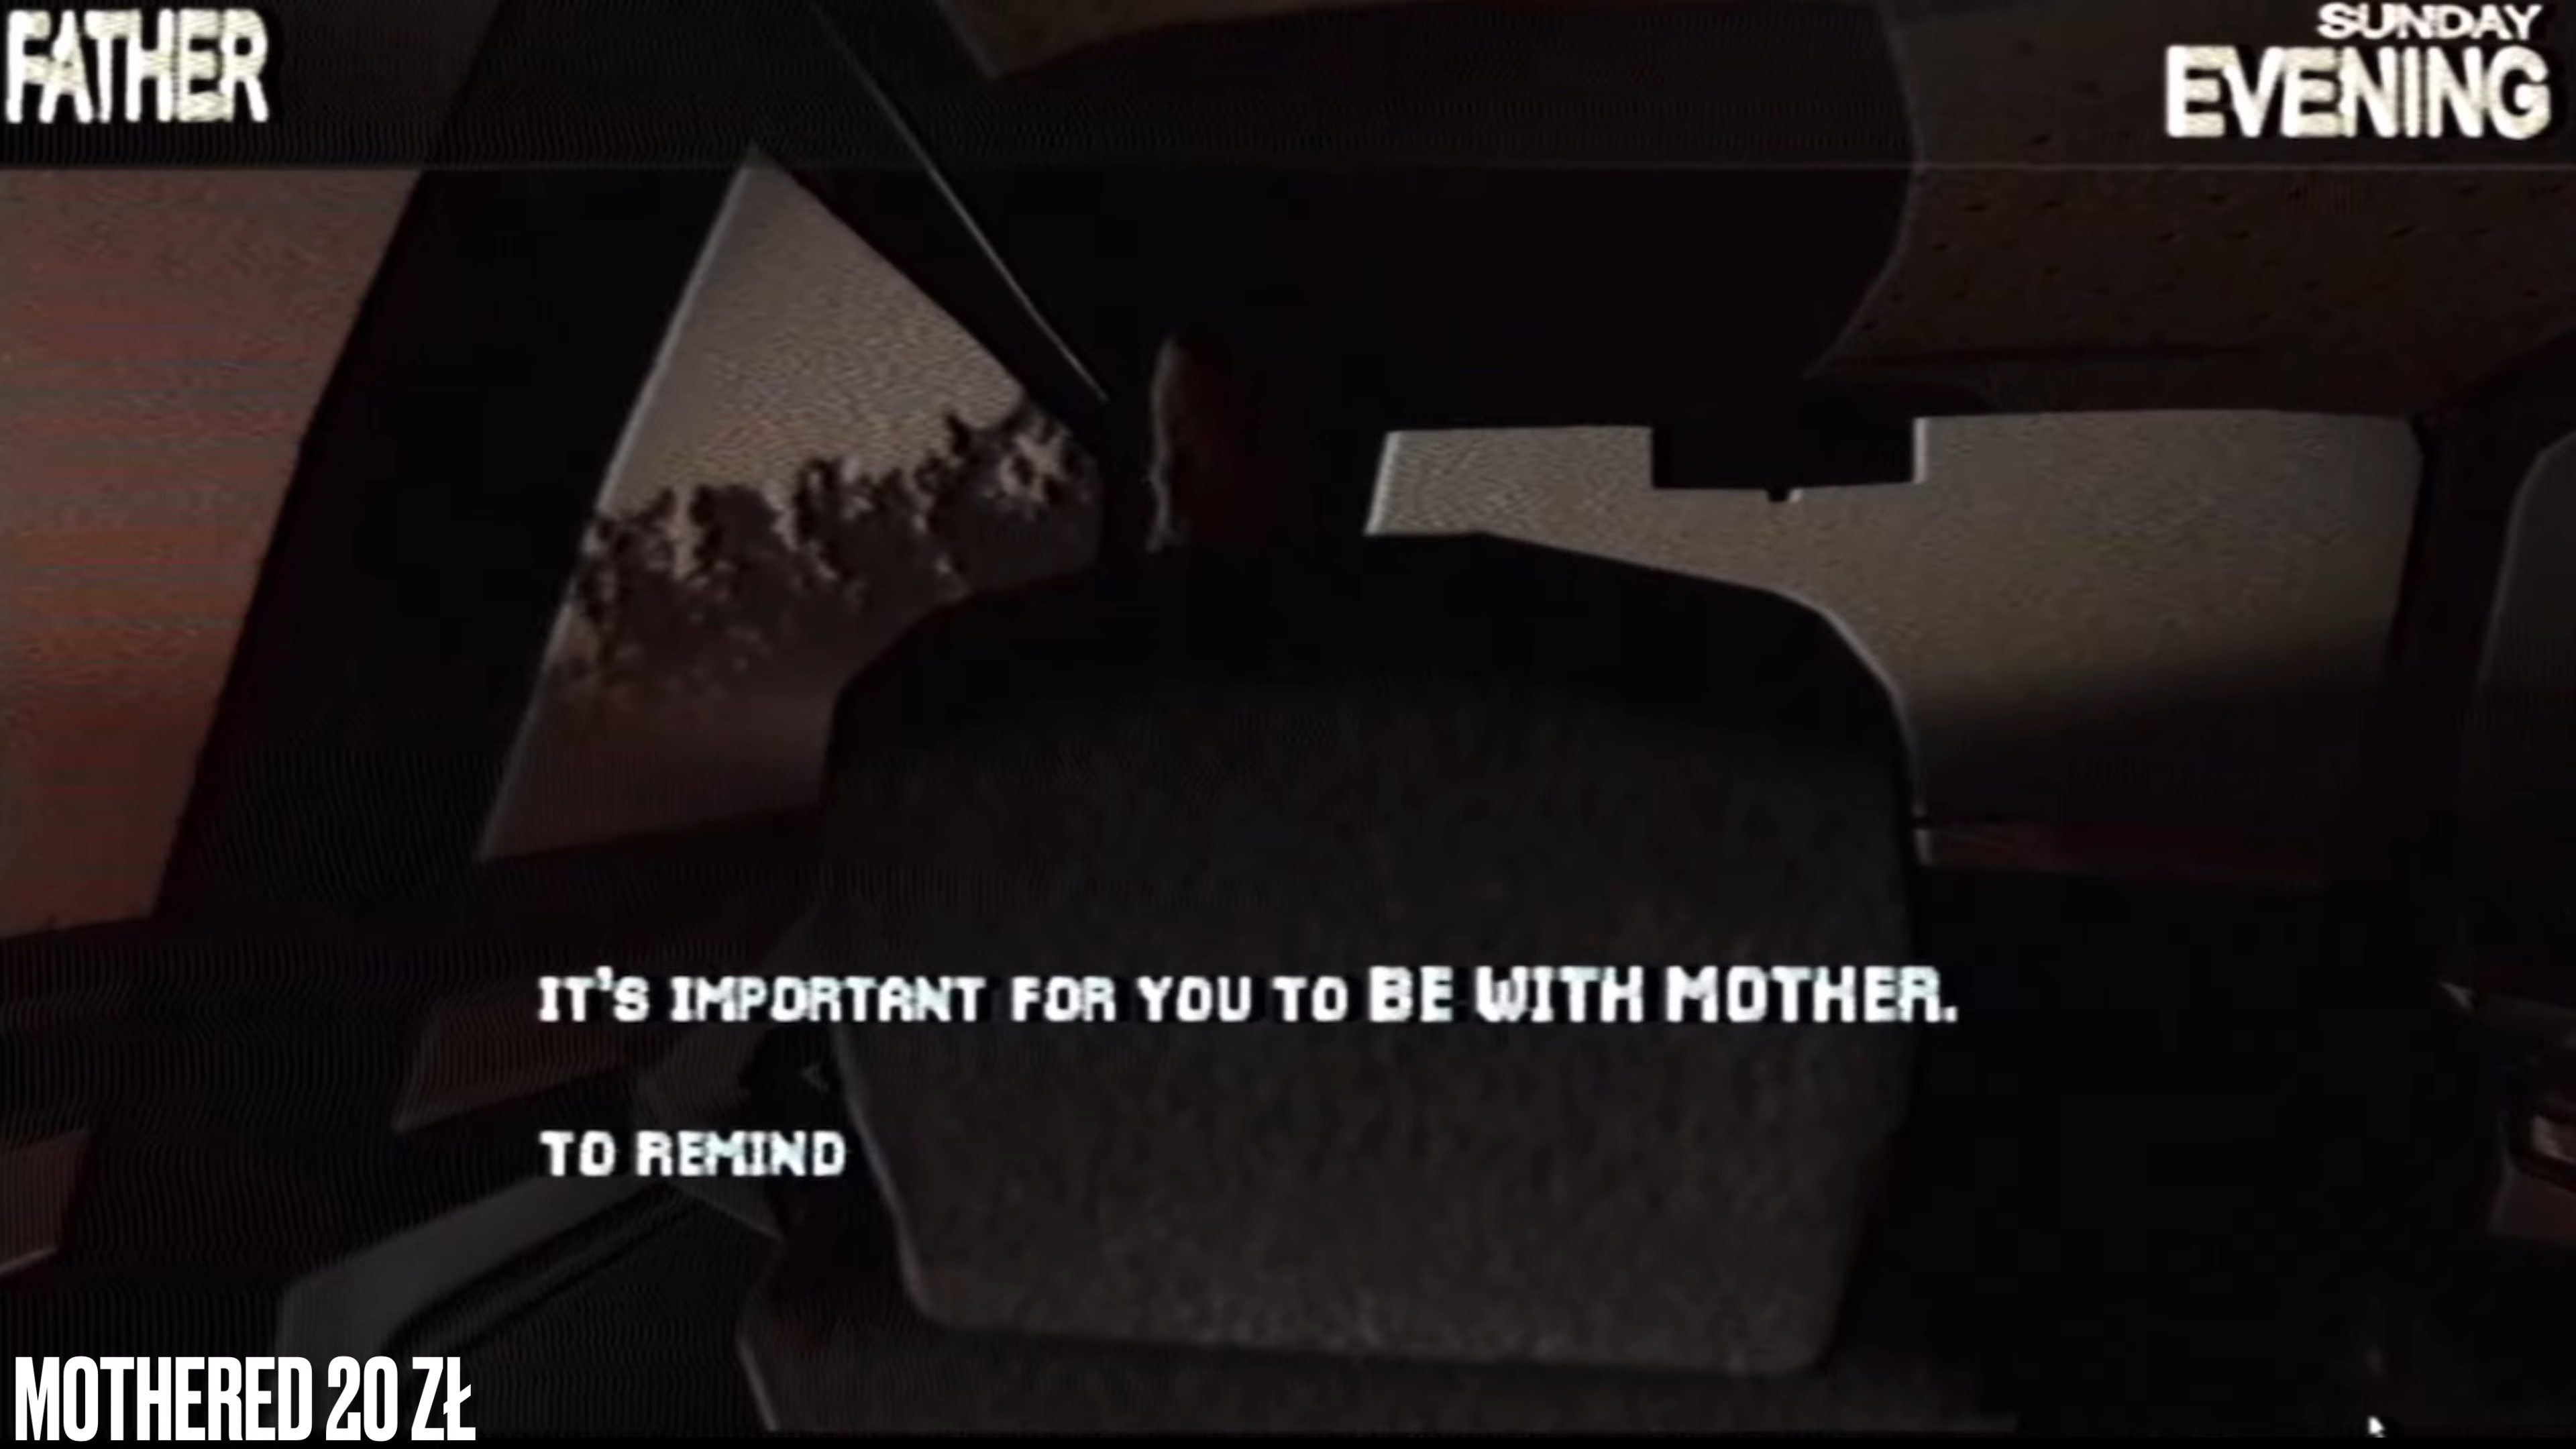 FATHER
SUNDAY
EVENING
IT'S IMPORTANT FOR YOU TO BE WITH MOTHER.
TO REMIND
MOTHERED 20 ZŁ